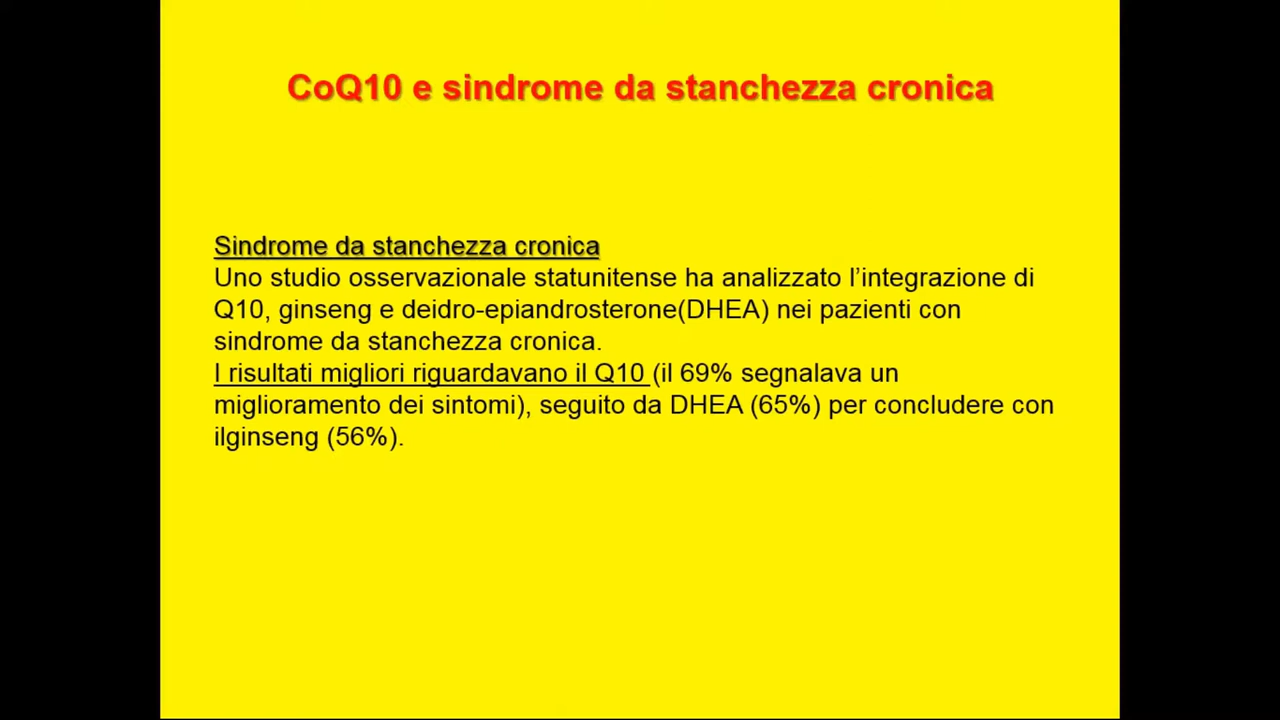 CoQ10 e sindrome da stanchezza cronica
Sindrome da stanchezza cronica
Uno studio osservazionale statunitense ha analizzato l’integrazione di
Q10, ginseng e deidro-epiandrosterone(DHEA) nei pazienti con
sindrome da stanchezza cronica.
I risultati migliori riguardavano il Q10 (il 69% segnalava un
miglioramento dei sintomi), seguito da DHEA (65%) per concludere con
ilginseng (56%).